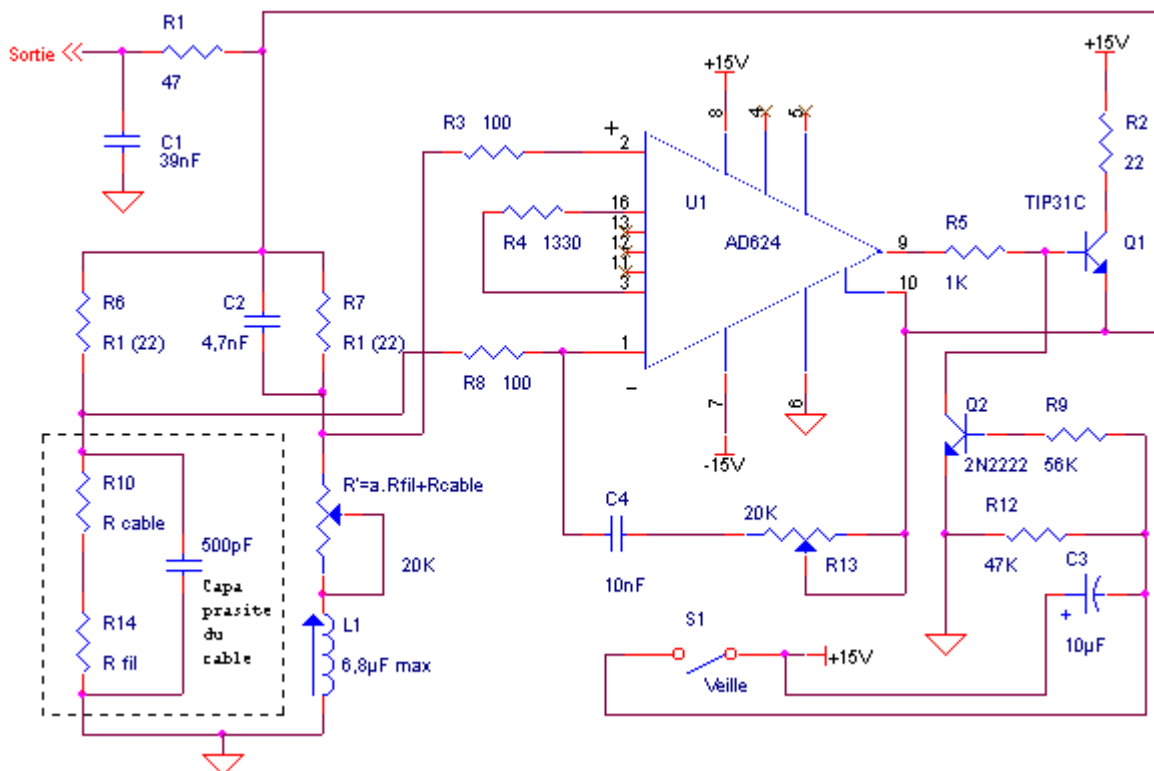 R1
Sortie
47
C1
39nF
+15V
R3 100
+
2
8
4
5
+15V
R2
22
16
13
12
11
3
R4 1330
U1
AD624
TIP31C
Q1
9
R5
1K
10
R6
R1 (22)
C2
4,7nF
R7
R1 (22)
1
R8 100
-
7
6
-15V
Q2
2N2222
R9
56K
R10
R cable
500pF
Capa
prasite
du
cable
R14
R fil
R'=a.Rfil+Rcable
20K
L1
6,8µF max
C4
10nF
20K
R13
R12
47K
C3
+
10µF
S1
Veille
+15V